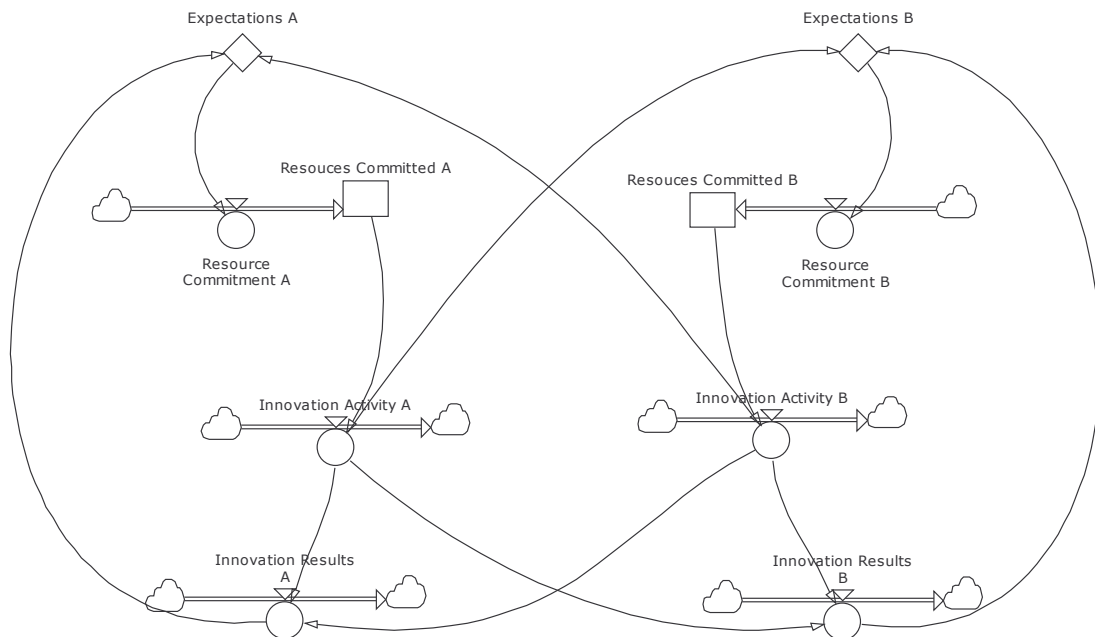 Expectations A
Expectations B
Resouces Committed A
Resouces Committed B
Resource
Commitment A
Resource
Commitment B
Innovation Activity A
Innovation Activity B
Innovation Results
A
Innovation Results
B